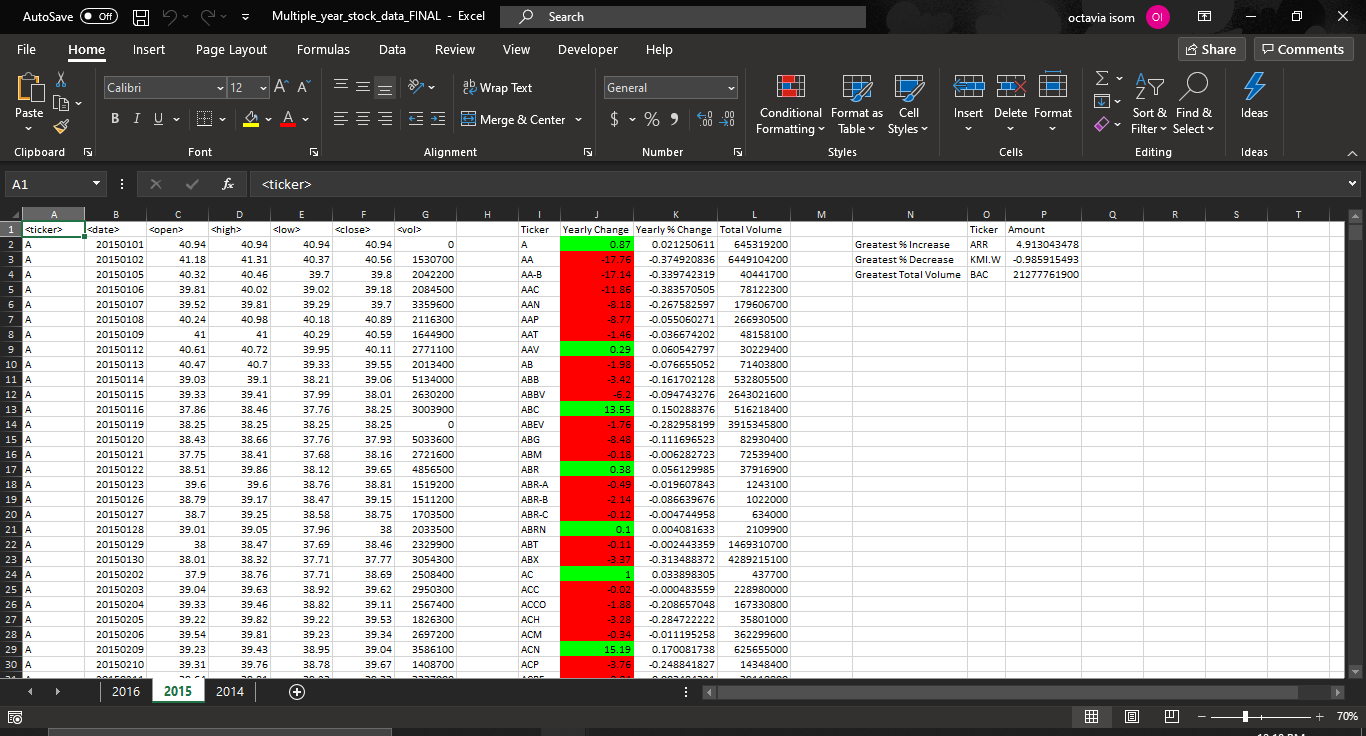 AutoSave Off Multiple_year_stock_data_FINAL - Excel Search octavia isom OI
File Home Insert Page Layout Formulas Data Review View Developer Help Share Comments
Calibri 12 Wrap Text General
Paste Merge & Center $ % Conditional Formatting Format as Table Cell Styles Insert Delete Format Sort & Filter Find & Select Ideas
Clipboard Font Alignment Number Styles Cells Editing Ideas
A1 fx <ticker>
A B C D E F G H I J K L M N O P Q R S T
1 <ticker> <date> <open> <high> <low> <close> <vol> Ticker Yearly Change Yearly % Change Total Volume Ticker Amount
2 A 20150101 40.94 40.94 40.94 40.94 0 A 0.87 0.021250611 645319200 Greatest % Increase ARR 4.913043478
3 A 20150102 41.18 41.31 40.37 40.56 1530700 AA -17.76 -0.374920836 6449104200 Greatest % Decrease KMI.W -0.985915493
4 A 20150105 40.32 40.46 39.7 39.8 2042200 AA-B -17.14 -0.339742319 40441700 Greatest Total Volume BAC 21277761900
5 A 20150106 39.81 40.02 39.02 39.18 2084500 AAC -11.86 -0.383570505 78122300
6 A 20150107 39.52 39.81 39.29 39.7 3359600 AAN -8.18 -0.267582597 179606700
7 A 20150108 40.24 40.98 40.18 40.89 2116300 AAP -8.77 -0.055060271 266930500
8 A 20150109 41 41 40.29 40.59 1644900 AAT -1.46 -0.036674202 48158100
9 A 20150112 40.61 40.72 39.95 40.11 2771100 AAV 0.29 0.060542797 30229400
10 A 20150113 40.47 40.7 39.33 39.55 2013400 AB -1.98 -0.076655052 71403800
11 A 20150114 39.03 39.1 38.21 39.06 5134000 ABB -3.42 -0.161702128 532805500
12 A 20150115 39.33 39.41 37.99 38.01 2630200 ABBV -6.2 -0.094743276 2643021600
13 A 20150116 37.86 38.46 37.76 38.25 3003900 ABC 13.55 0.150288376 516218400
14 A 20150119 38.25 38.25 38.25 38.25 0 ABEV -1.76 -0.282958199 3915345800
15 A 20150120 38.43 38.66 37.76 37.93 5033600 ABG -8.48 -0.111696523 82930400
16 A 20150121 37.75 38.41 37.68 38.16 2721600 ABM -0.18 -0.006282723 72539400
17 A 20150122 38.51 39.86 38.12 39.65 4856500 ABR 0.38 0.056129985 37916900
18 A 20150123 39.6 39.6 38.76 38.81 1519200 ABR-A -0.49 -0.019607843 1243100
19 A 20150126 38.79 39.17 38.47 39.15 1511200 ABR-B -2.14 -0.086639676 1022000
20 A 20150127 38.7 39.25 38.58 38.75 1703500 ABR-C -0.12 -0.004744958 634000
21 A 20150128 39.01 39.05 37.96 38 2033500 ABRN 0.1 0.004081633 2109900
22 A 20150129 38 38.47 37.69 38.46 2329900 ABT -0.11 -0.002443359 1469310700
23 A 20150130 38.01 38.32 37.71 37.77 3054300 ABX -3.37 -0.313488372 4289215100
24 A 20150202 37.9 38.76 37.71 38.69 2508400 AC 1 0.033898305 437700
25 A 20150203 39.04 39.63 38.92 39.62 2950300 ACC -0.02 -0.000483559 228980000
26 A 20150204 39.33 39.46 38.82 39.11 2567400 ACCO -1.88 -0.208657048 167330800
27 A 20150205 39.22 39.82 39.22 39.53 1826300 ACH -3.28 -0.284722222 35801000
28 A 20150206 39.54 39.81 39.23 39.34 2697200 ACM -0.34 -0.011195258 362299600
29 A 20150209 39.23 39.43 38.95 39.04 3586100 ACN 15.19 0.170081738 625655000
30 A 20150210 39.31 39.76 38.78 39.67 1408700 ACP -3.76 -0.248841827 14348400
2016 2015 2014
70%